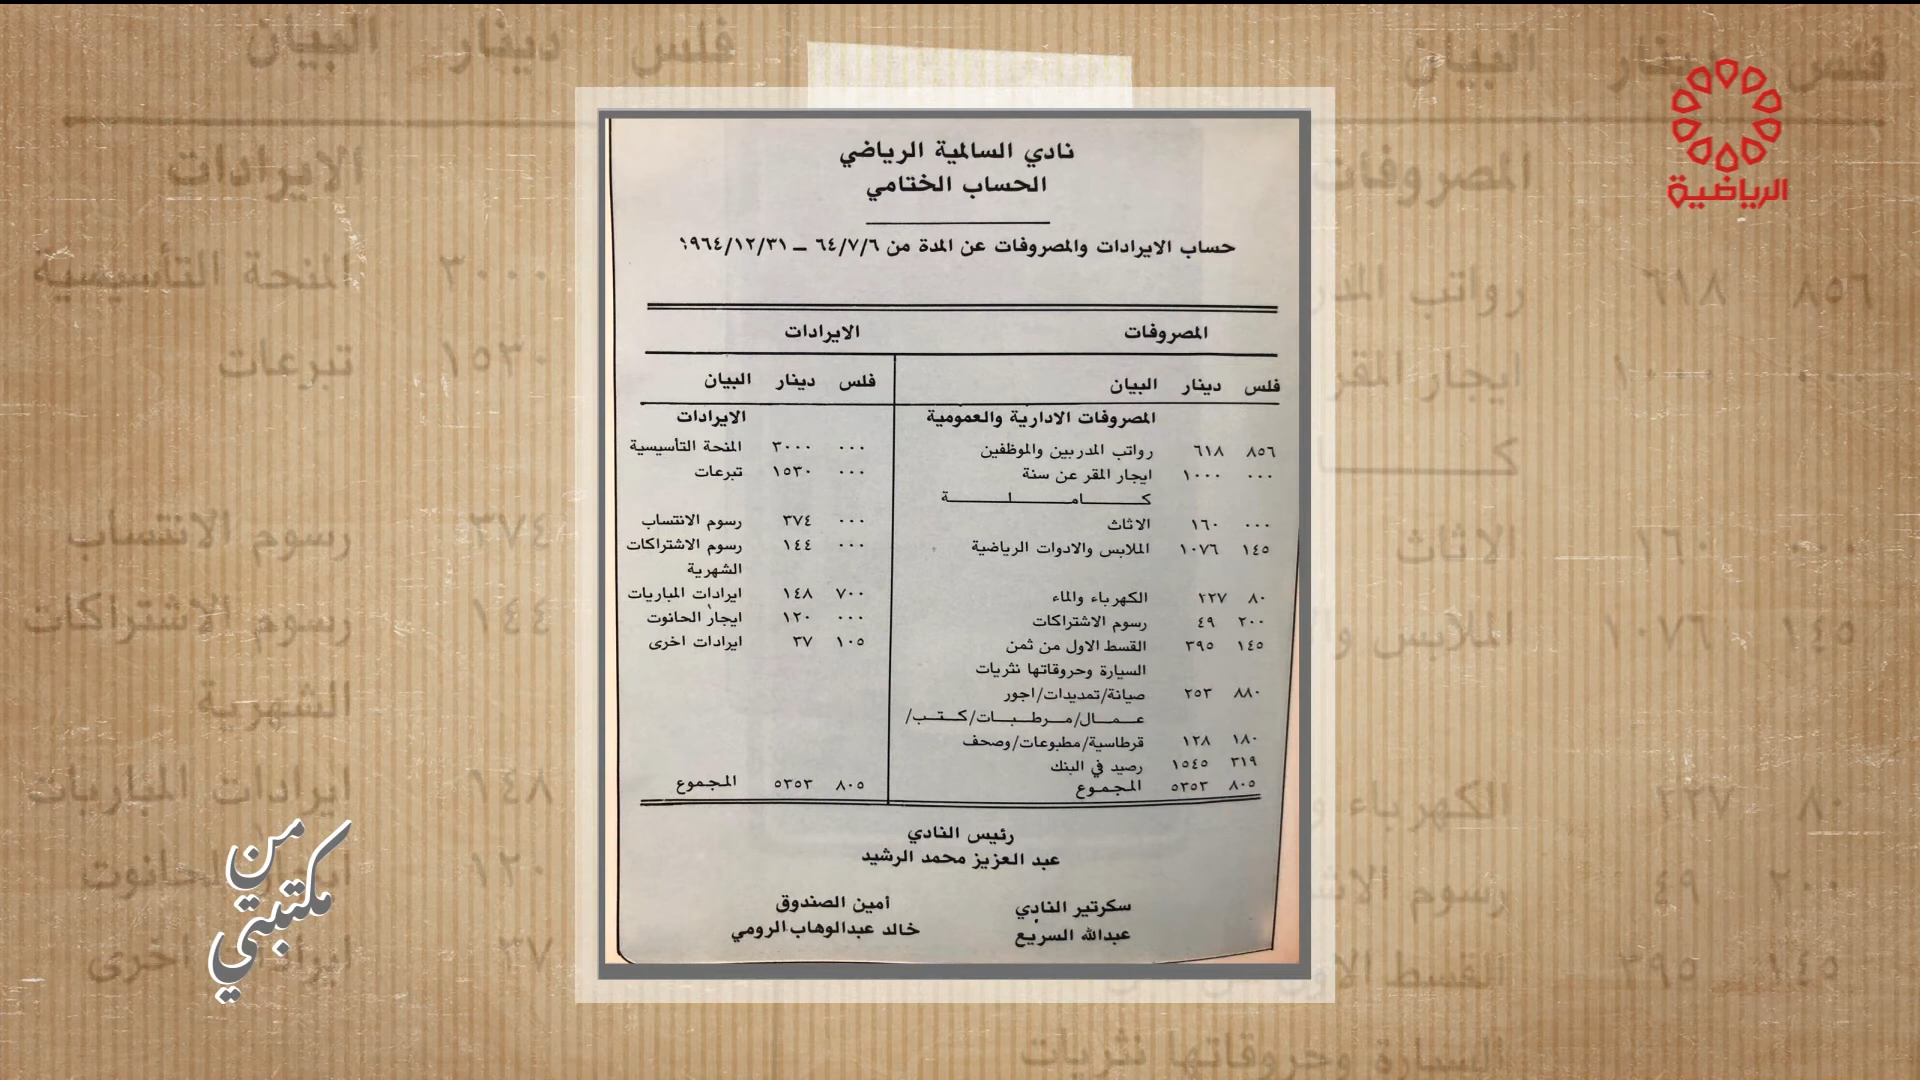 نادي السالمية الرياضي
الحساب الختامي
حساب الايرادات والمصروفات عن المدة من ٦٤/٧/٦ ــ ١٩٦٤/١٢/٣١
المصروفات الايرادات
فلس دينار البيان فلس دينار البيان
المصروفات الادارية والعمومية الايرادات
٨٥٦ ٦١٨ رواتب المدربين والموظفين ٠٠٠ ٣٠٠٠ المنحة التأسيسية
٠٠٠ ١٠٠٠ ايجار المقر عن سنة ٠٠٠ ١٥٣٠ تبرعات
كـــــامـــــلـــــة
٠٠٠ ١٦٠ الاثاث ٠٠٠ ٣٧٤ رسوم الانتساب
١٤٥ ١٠٧٦ الملابس والادوات الرياضية ٠٠٠ ١٤٤ رسوم الاشتراكات
الشهرية
٨٠ ٢٢٧ الكهرباء والماء ٧٠٠ ١٤٨ ايرادات المباريات
٢٠٠ ٤٩ رسوم الاشتراكات ٠٠٠ ١٢٠ ايجار الحانوت
١٤٥ ٣٩٥ القسط الاول من ثمن ١٠٥ ٣٧ ايرادات اخرى
السيارة وحروقاتها نثريات
٨٨٠ ٢٥٣ صيانة/تمديدات/اجور
عـمـال/مـرطـبـات/كـتـب/
١٨٠ ١٢٨ قرطاسية/مطبوعات/وصحف
٣١٩ ١٥٤٥ رصيد في البنك
٨٠٥ ٥٣٥٣ المجموع ٨٠٥ ٥٣٥٣ المجموع
رئيس النادي
عبد العزيز محمد الرشيد
سكرتير النادي أمين الصندوق
عبدالله السريع خالد عبدالوهاب الرومي
الرياضية
من
مكتبتي